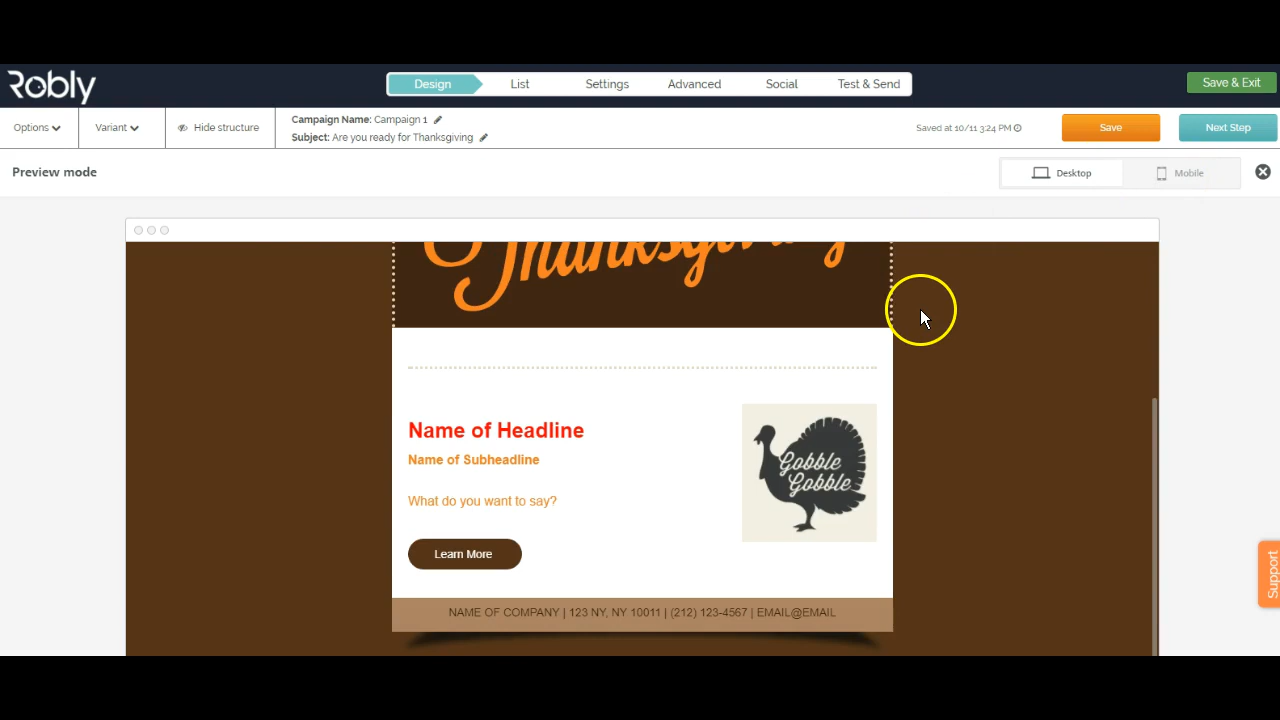 Robly
Design
List
Settings
Advanced
Social
Test & Send
Save & Exit
Options
Variant
Hide structure
Campaign Name: Campaign 1
Subject: Are you ready for Thanksgiving
Saved at 10/11 3:24 PM
Save
Next Step
Preview mode
Desktop
Mobile
Thanksgiving
Name of Headline
Name of Subheadline
What do you want to say?
Gobble
Gobble
Learn More
NAME OF COMPANY | 123 NY, NY 10011 | (212) 123-4567 | EMAIL@EMAIL
Support